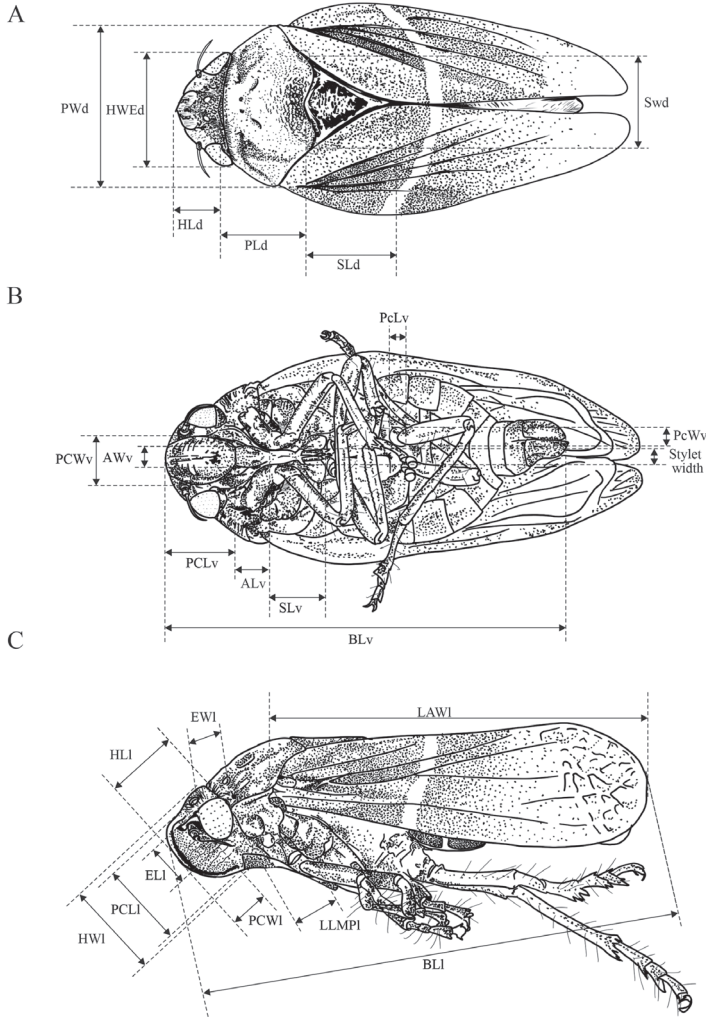 A
PWd
HWEd
Swd
HLd
PLd
SLd
B
PcLv
PCWv
AWv
PcWv
Stylet
width
PCLv
ALv
SLv
BLv
C
EWl
LAWl
HLl
ELl
PCLl
HWl
PCWl
LLMPl
BLl